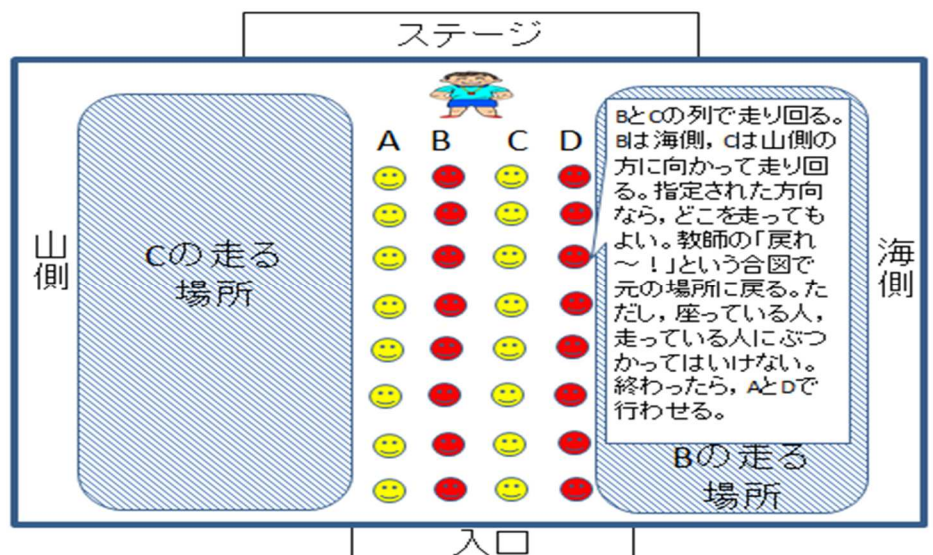 ステージ
A B C D
BとCの列で走り回る。
Bは海側，Cは山側の
方に向かって走り回
る。指定された方向
なら，どこを走っても
よい。教師の「戻れ
～！」という合図で
元の場所に戻る。た
だし，座っている人，
走っている人にぶつ
かってはいけない。
終わったら，AとDで
行わせる。
山
側
Cの走る
場所
海
側
Bの走る
場所
入口